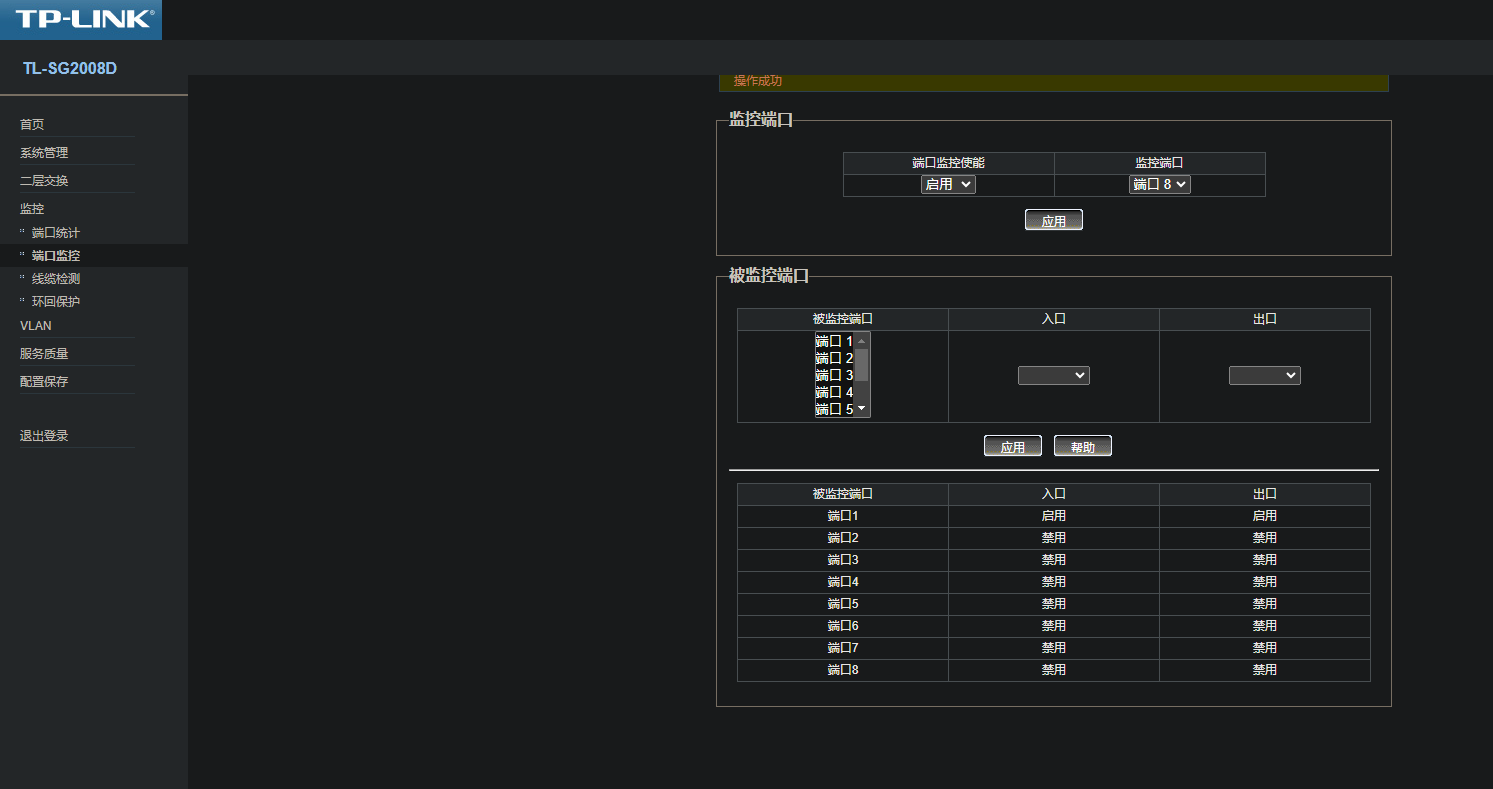 TP-LINK®
TL-SG2008D
首页
系统管理
二层交换
监控
端口统计
端口监控
线缆检测
环回保护
VLAN
服务质量
配置保存
退出登录
操作成功
监控端口
端口监控使能 监控端口
启用 端口 8
应用
被监控端口
被监控端口 入口 出口
端口 1
端口 2
端口 3
端口 4
端口 5
应用 帮助
被监控端口 入口 出口
端口1 启用 启用
端口2 禁用 禁用
端口3 禁用 禁用
端口4 禁用 禁用
端口5 禁用 禁用
端口6 禁用 禁用
端口7 禁用 禁用
端口8 禁用 禁用